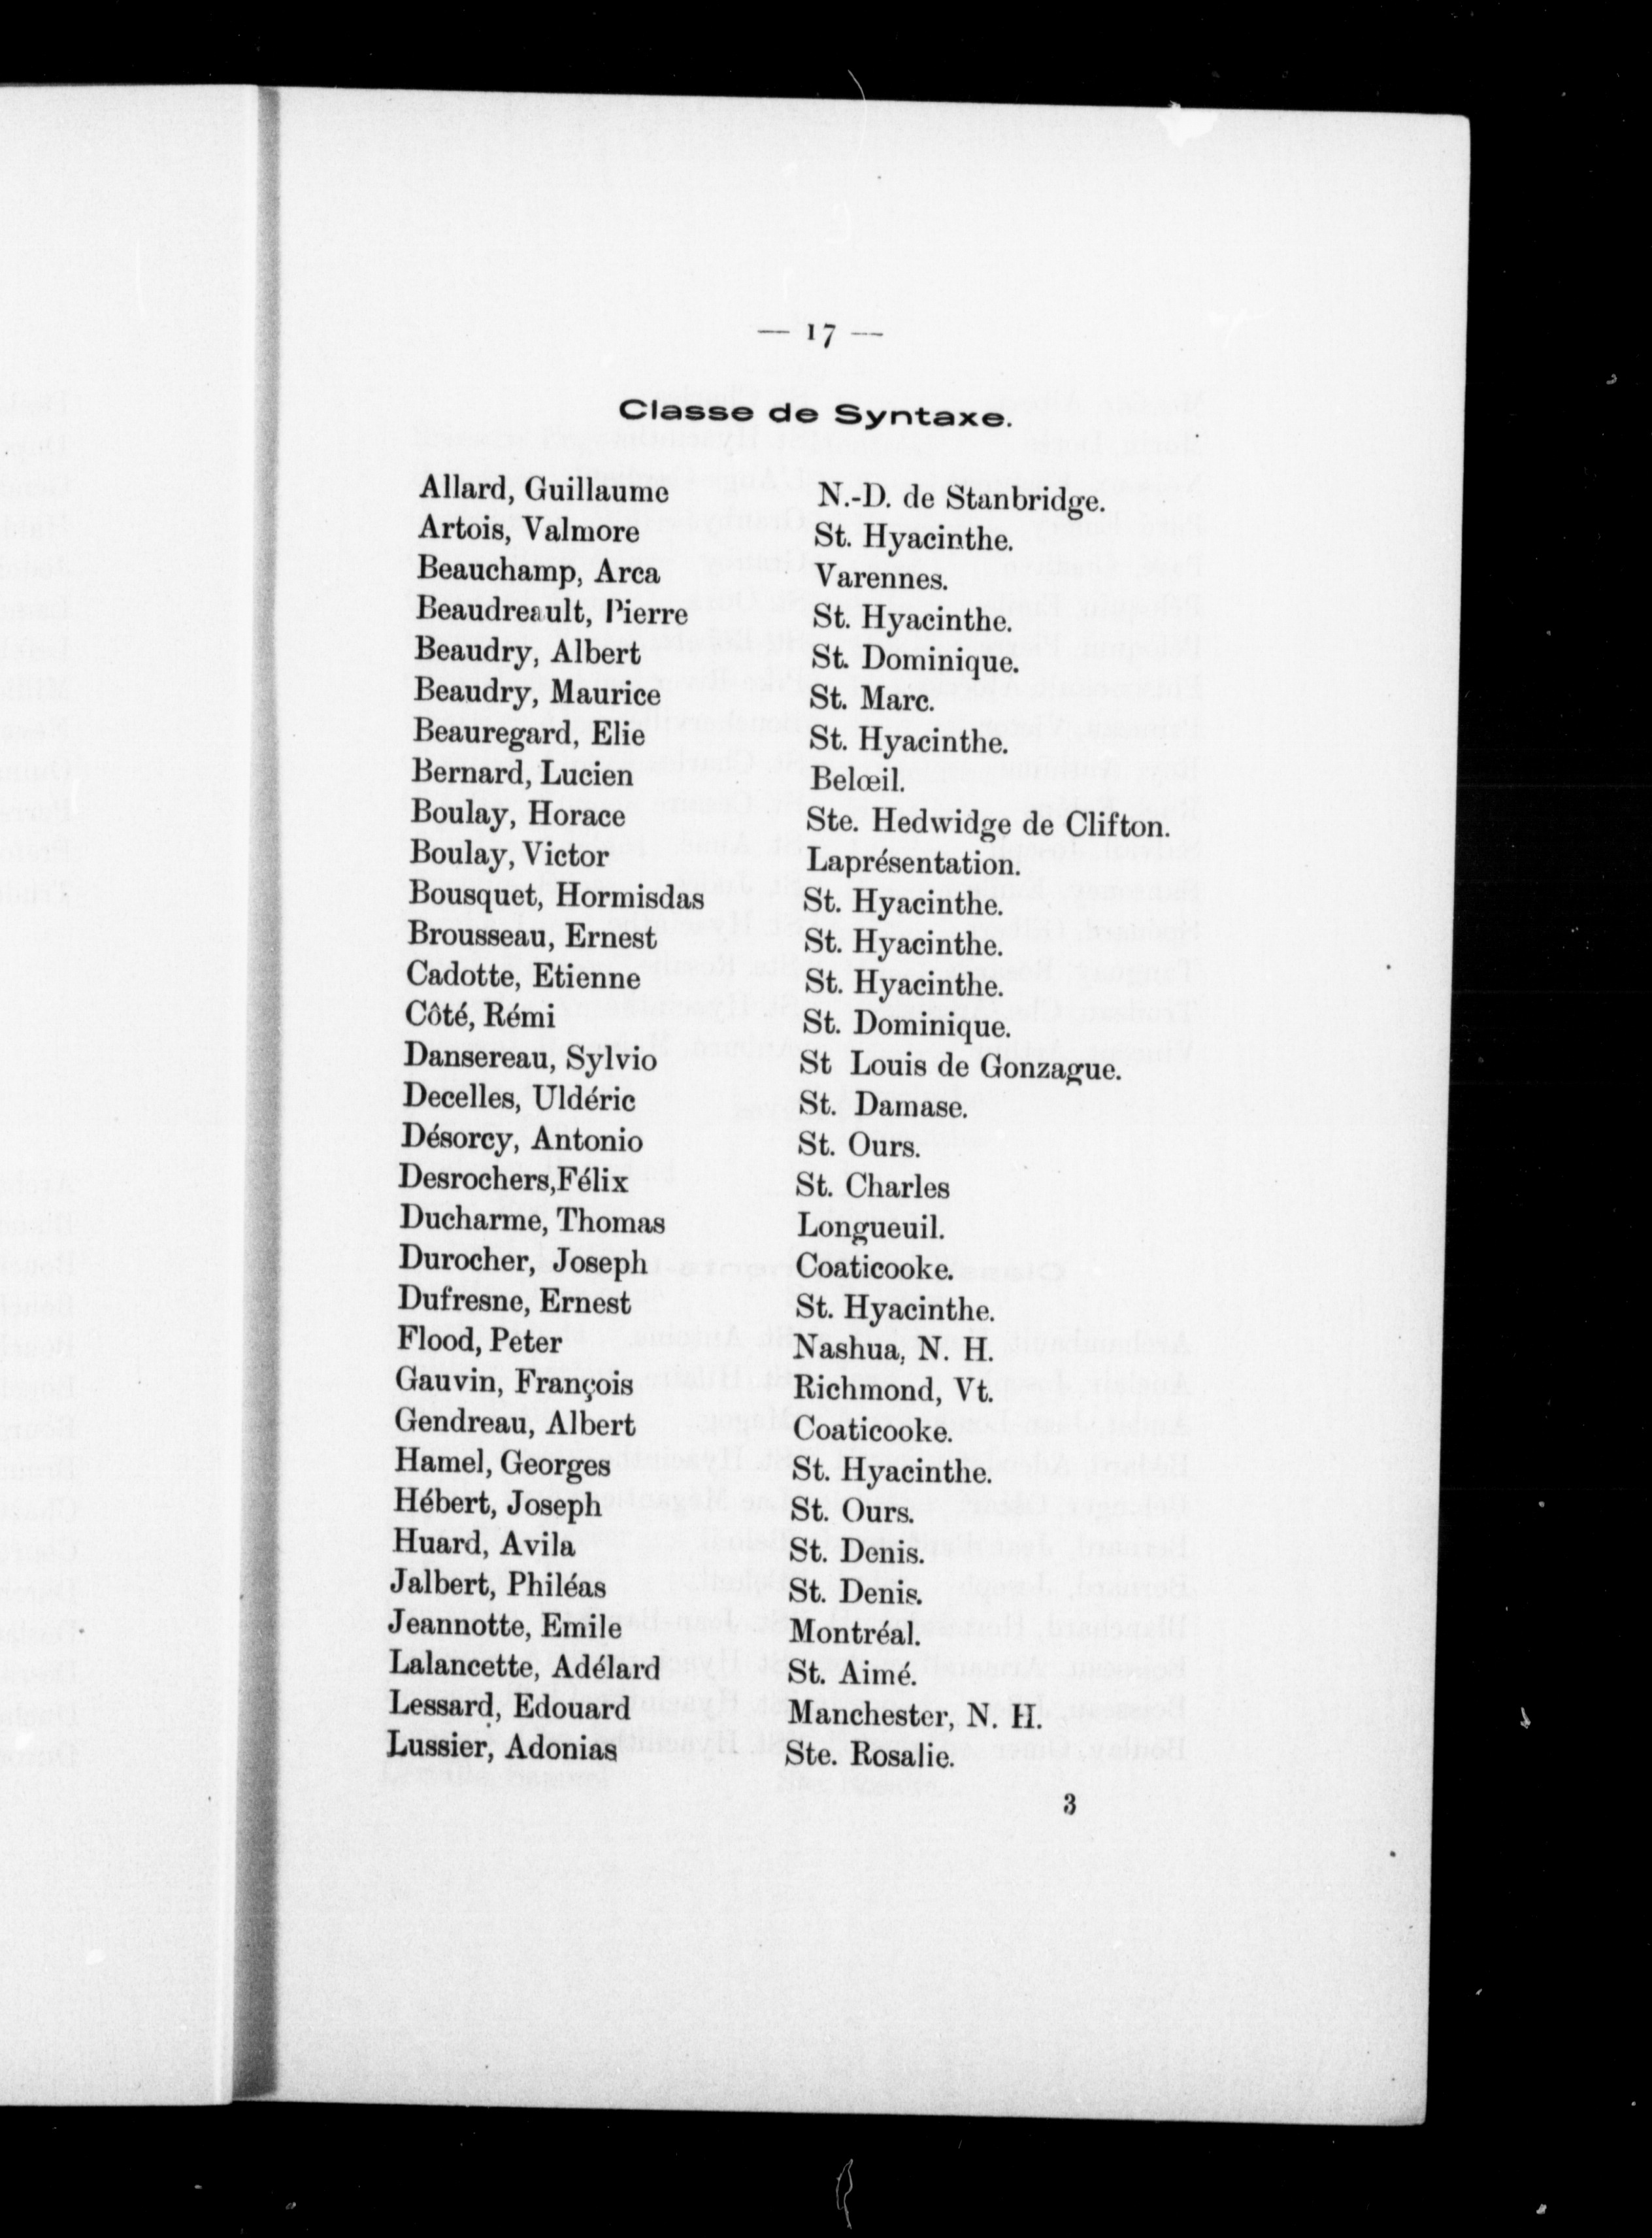 — 17 —
Classe de Syntaxe.
Allard, Guillaume N.-D. de Stanbridge.
Artois, Valmore St. Hyacinthe.
Beauchamp, Arca Varennes.
Beaudreault, Pierre St. Hyacinthe.
Beaudry, Albert St. Dominique.
Beaudry, Maurice St. Marc.
Beauregard, Elie St. Hyacinthe.
Bernard, Lucien Belœil.
Boulay, Horace Ste. Hedwidge de Clifton.
Boulay, Victor Laprésentation.
Bousquet, Hormisdas St. Hyacinthe.
Brousseau, Ernest St. Hyacinthe.
Cadotte, Etienne St. Hyacinthe.
Côté, Rémi St. Dominique.
Dansereau, Sylvio St Louis de Gonzague.
Decelles, Uldéric St. Damase.
Désorcy, Antonio St. Ours.
Desrochers,Félix St. Charles
Ducharme, Thomas Longueuil.
Durocher, Joseph Coaticooke.
Dufresne, Ernest St. Hyacinthe.
Flood, Peter Nashua, N. H.
Gauvin, François Richmond, Vt.
Gendreau, Albert Coaticooke.
Hamel, Georges St. Hyacinthe.
Hébert, Joseph St. Ours.
Huard, Avila St. Denis.
Jalbert, Philéas St. Denis.
Jeannotte, Emile Montréal.
Lalancette, Adélard St. Aimé.
Lessard, Edouard Manchester, N. H.
Lussier, Adonias Ste. Rosalie.
3